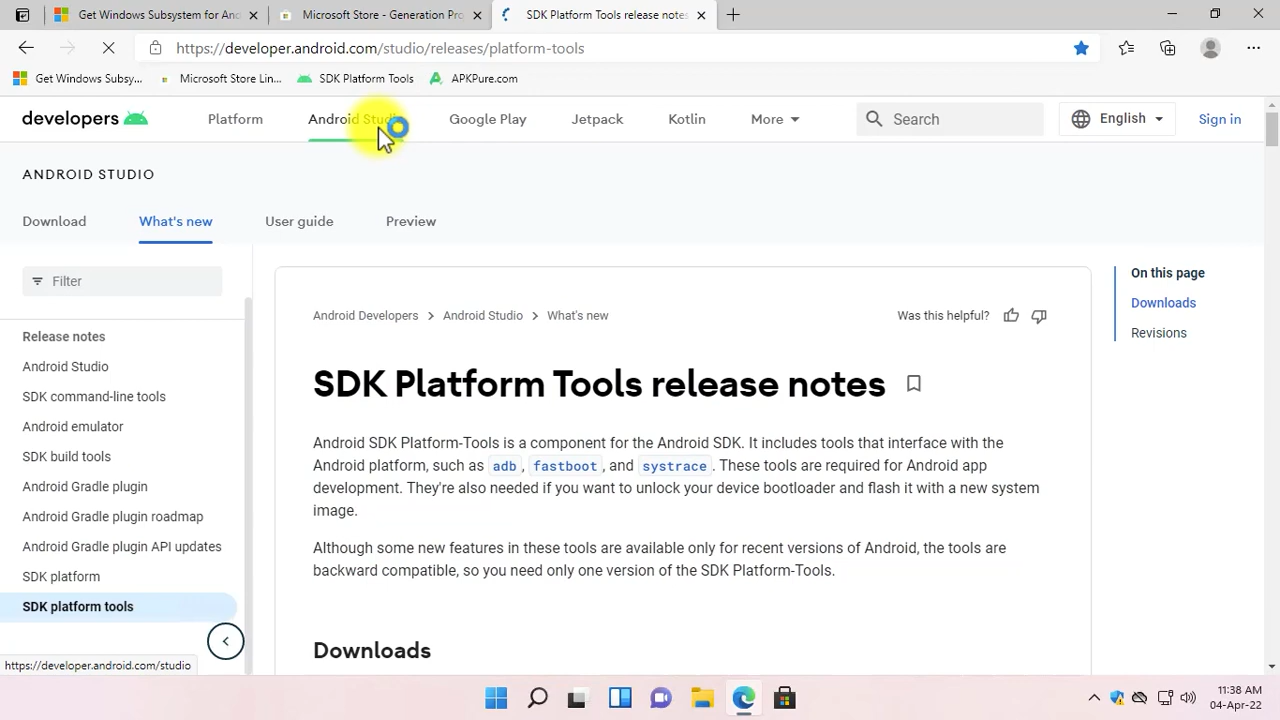 Get Windows Subsystem for And
Microsoft Store - Generation Pro
SDK Platform Tools release notes
https://developer.android.com/studio/releases/platform-tools
Get Windows Subsy...
Microsoft Store Lin...
SDK Platform Tools
APKPure.com
developers
Platform
Android Studio
Google Play
Jetpack
Kotlin
More
Search
English
Sign in
ANDROID STUDIO
Download
What's new
User guide
Preview
Filter
Release notes
Android Studio
SDK command-line tools
Android emulator
SDK build tools
Android Gradle plugin
Android Gradle plugin roadmap
Android Gradle plugin API updates
SDK platform
SDK platform tools
https://developer.android.com/studio
Android Developers > Android Studio > What's new
Was this helpful?
SDK Platform Tools release notes
Android SDK Platform-Tools is a component for the Android SDK. It includes tools that interface with the
Android platform, such as adb, fastboot, and systrace. These tools are required for Android app
development. They're also needed if you want to unlock your device bootloader and flash it with a new system
image.
Although some new features in these tools are available only for recent versions of Android, the tools are
backward compatible, so you need only one version of the SDK Platform-Tools.
Downloads
On this page
Downloads
Revisions
11:38 AM
04-Apr-22